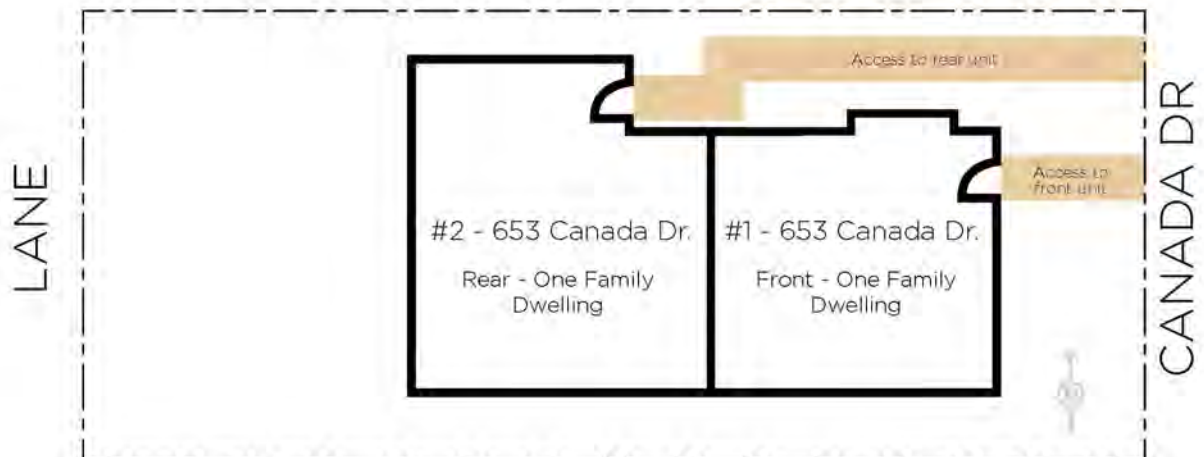 Access to rear unit
LANE
CANADA DR
Access to
front unit
#2 - 653 Canada Dr.
Rear - One Family
Dwelling
#1 - 653 Canada Dr.
Front - One Family
Dwelling